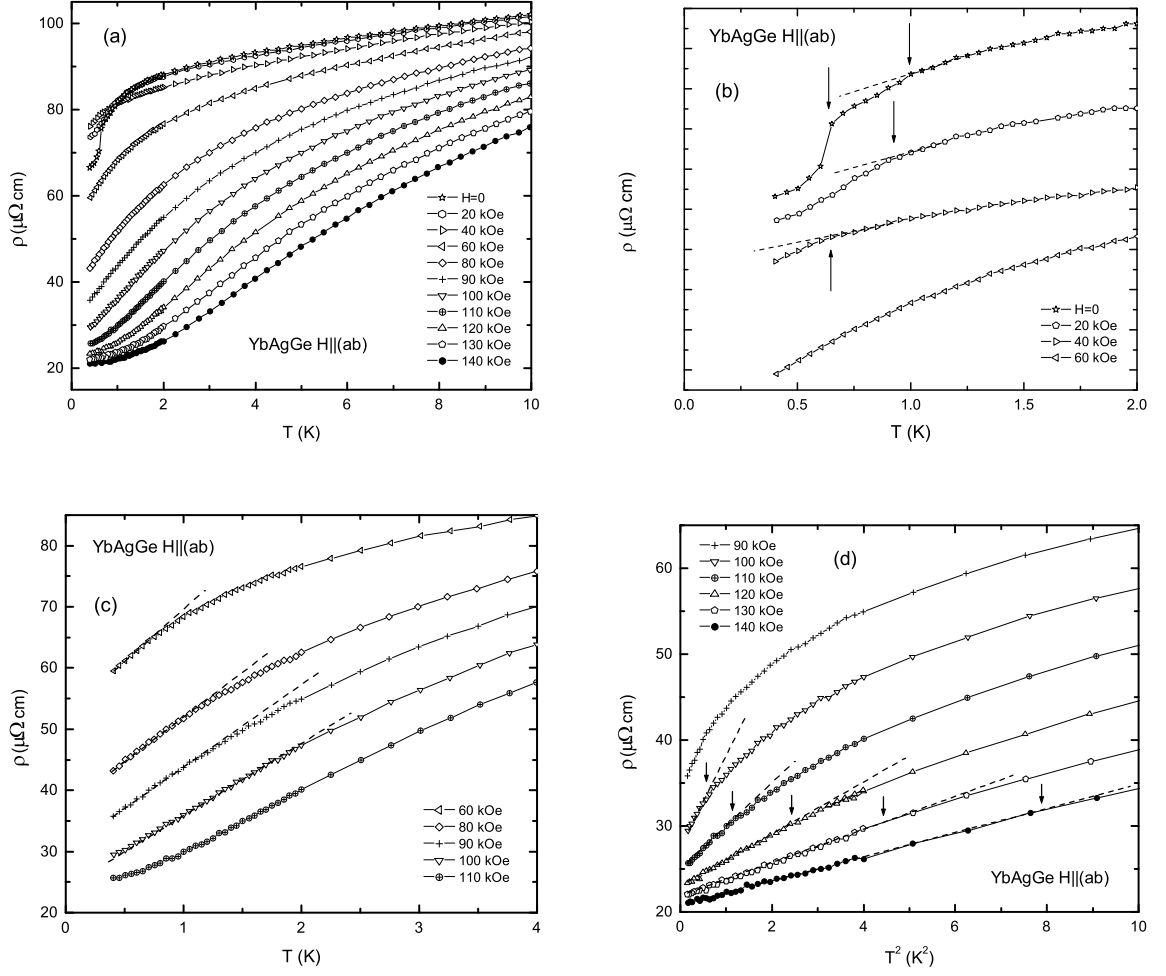 (a)
100
80
60
40
20
ρ (μΩ cm)
H=0
20 kOe
40 kOe
60 kOe
80 kOe
90 kOe
100 kOe
110 kOe
120 kOe
130 kOe
140 kOe
YbAgGe H||(ab)
0 2 4 6 8 10
T (K)
YbAgGe H||(ab)
(b)
ρ (μΩ cm)
H=0
20 kOe
40 kOe
60 kOe
0.0 0.5 1.0 1.5 2.0
T (K)
YbAgGe H||(ab)
(c)
80
70
60
50
40
30
20
ρ (μΩ cm)
60 kOe
80 kOe
90 kOe
100 kOe
110 kOe
0 1 2 3 4
T (K)
90 kOe
100 kOe
110 kOe
120 kOe
130 kOe
140 kOe
(d)
60
50
40
30
20
ρ (μΩ cm)
YbAgGe H||(ab)
0 2 4 6 8 10
T² (K²)